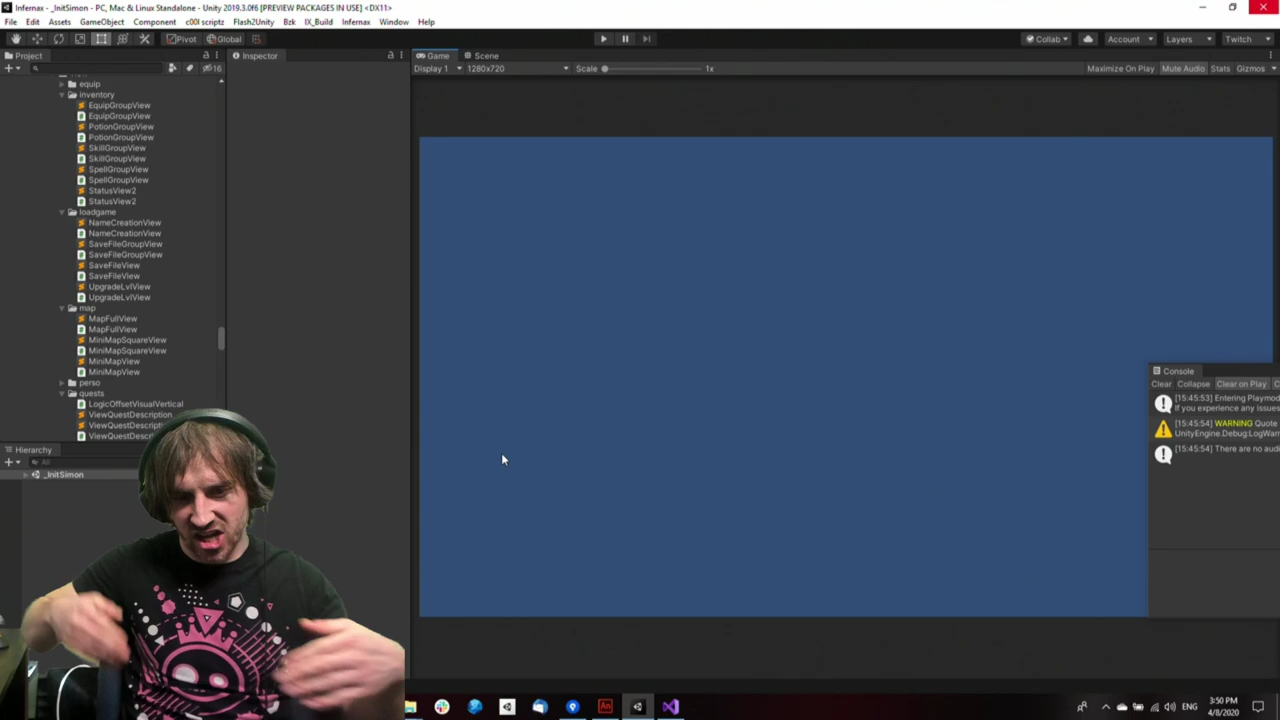 Infernax - _InitSimon - PC, Mac & Linux Standalone - Unity 2019.3.0f6 [PREVIEW PACKAGES IN USE] <DX11>
File Edit Assets GameObject Component c00l scriptz Flash2Unity Bzk IX_Build Infernax Window Help
Pivot Global Collab Account Layers Twitch
Project
Inspector
Game Scene
16
Display 1 1280x720 Scale 1x Maximize On Play Mute Audio Stats Gizmos
equip
inventory
EquipGroupView
EquipGroupView
PotionGroupView
PotionGroupView
SkillGroupView
SkillGroupView
SpellGroupView
SpellGroupView
StatusView2
StatusView2
loadgame
NameCreationView
NameCreationView
SaveFileGroupView
SaveFileGroupView
SaveFileView
SaveFileView
UpgradeLvlView
UpgradeLvlView
map
MapFullView
MapFullView
MiniMapSquareView
MiniMapSquareView
MiniMapView
MiniMapView
perso
quests
LogicOffsetVisualVertical
ViewQuestDescription
ViewQuestDescription
ViewQuestDescri
Hierarchy
All
_InitSimon
Console
Clear Collapse Clear on Play
[15:45:53] Entering Playmod
If you experience any issues
[15:45:54] WARNING Quote
UnityEngine.Debug:LogWarn
[15:45:54] There are no audi
An
ENG
3:50 PM
4/8/2020